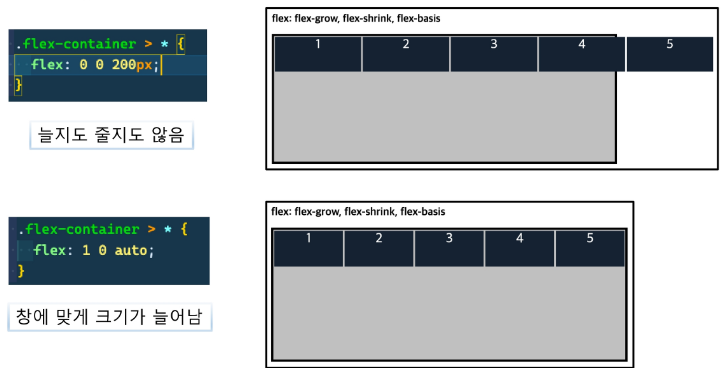 flex: flex-grow, flex-shrink, flex-basis
1 2 3 4 5
.flex-container > * {
flex: 0 0 200px;
}
늘지도 줄지도 않음
flex: flex-grow, flex-shrink, flex-basis
1 2 3 4 5
.flex-container > * {
flex: 1 0 auto;
}
창에 맞게 크기가 늘어남